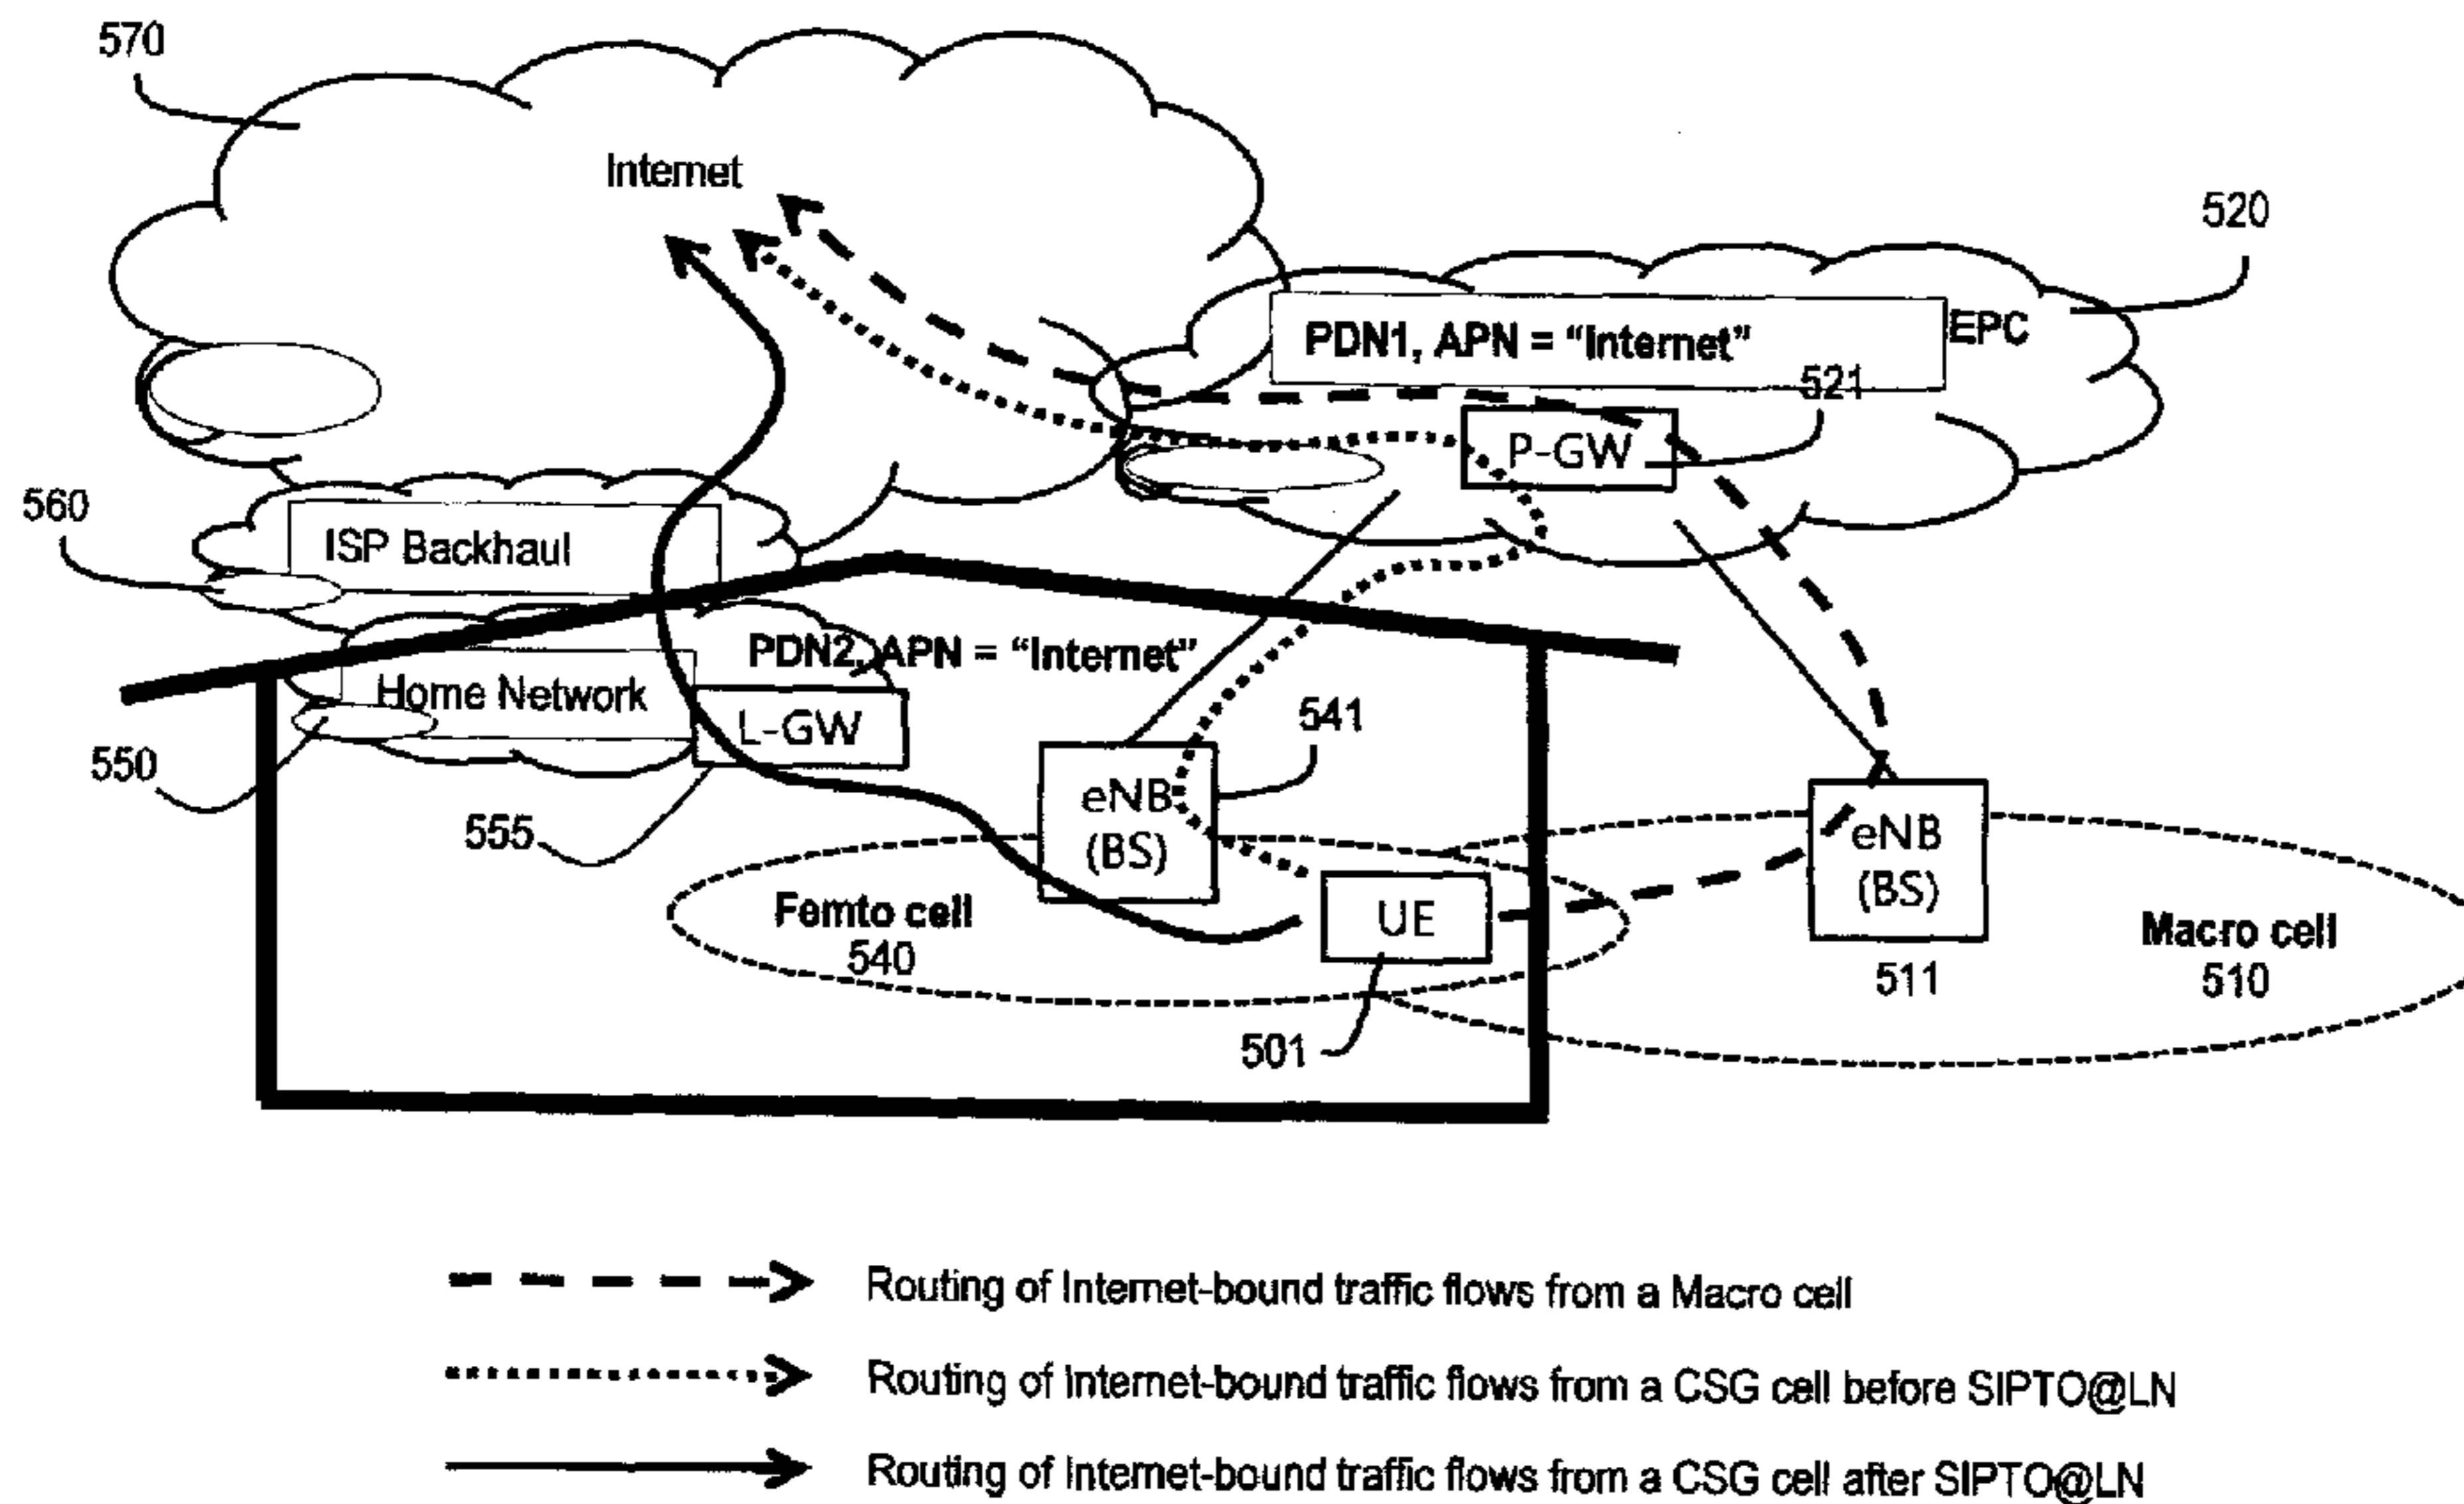 570
Internet
520
PDN1, APN = "Internet"
EPC
521
P-GW
560
ISP Backhaul
PDN2, APN = "Internet"
Home Network
L-GW
541
550
eNB
(BS)
555
eNB
(BS)
Femto cell
540
UE
Macro cell
510
511
501
Routing of Internet-bound traffic flows from a Macro cell
Routing of Internet-bound traffic flows from a CSG cell before SIPTO@LN
Routing of Internet-bound traffic flows from a CSG cell after SIPTO@LN